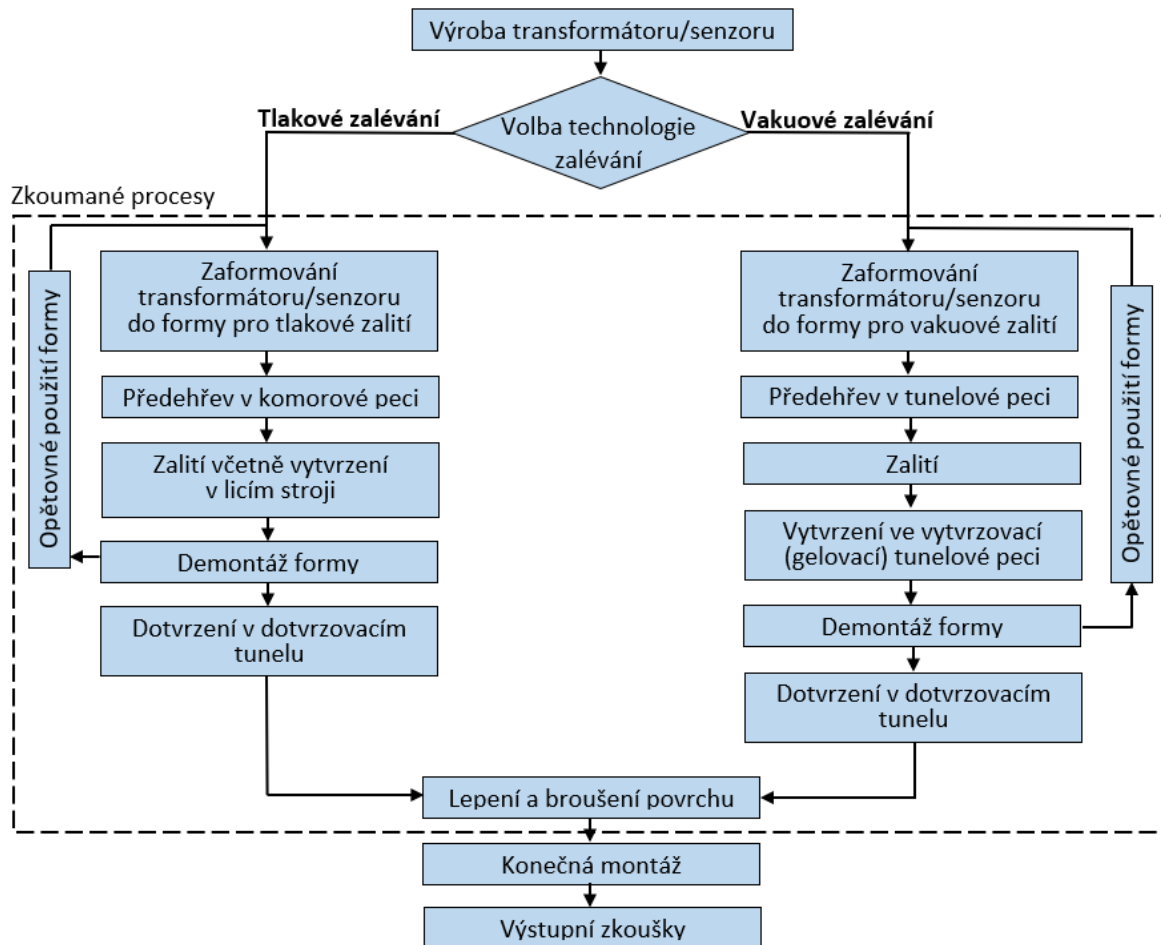 Výroba transformátoru/senzoru
Tlakové zalévání
Volba technologie
zalévání
Vakuové zalévání
Zkoumané procesy
Opětovné použití formy
Zaformování
transformátoru/senzoru
do formy pro tlakové zalití
Předehřev v komorové peci
Zalití včetně vytvrzení
v licím stroji
Demontáž formy
Dotvrzení v dotvrzovacím
tunelu
Zaformování
transformátoru/senzoru
do formy pro vakuové zalití
Předehřev v tunelové peci
Zalití
Vytvrzení ve vytvrzovací
(gelovací) tunelové peci
Demontáž formy
Dotvrzení v dotvrzovacím
tunelu
Opětovné použití formy
Lepení a broušení povrchu
Konečná montáž
Výstupní zkoušky